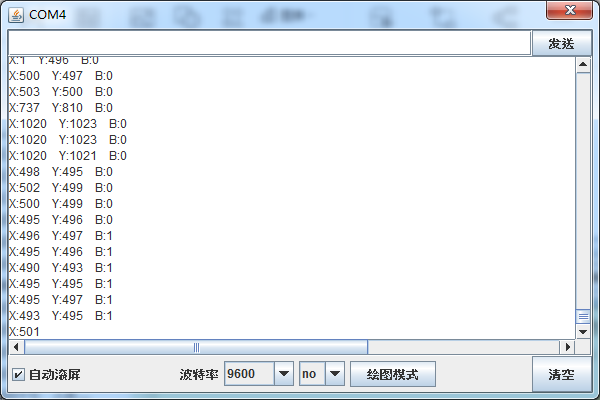 COM4
发送
X:1 Y:496 B:0
X:500 Y:497 B:0
X:503 Y:500 B:0
X:737 Y:810 B:0
X:1020 Y:1023 B:0
X:1020 Y:1023 B:0
X:1020 Y:1021 B:0
X:498 Y:495 B:0
X:502 Y:499 B:0
X:500 Y:499 B:0
X:495 Y:496 B:0
X:496 Y:497 B:1
X:495 Y:496 B:1
X:490 Y:493 B:1
X:495 Y:495 B:1
X:495 Y:497 B:1
X:493 Y:495 B:1
X:501
自动滚屏 波特率 9600 no 绘图模式 清空